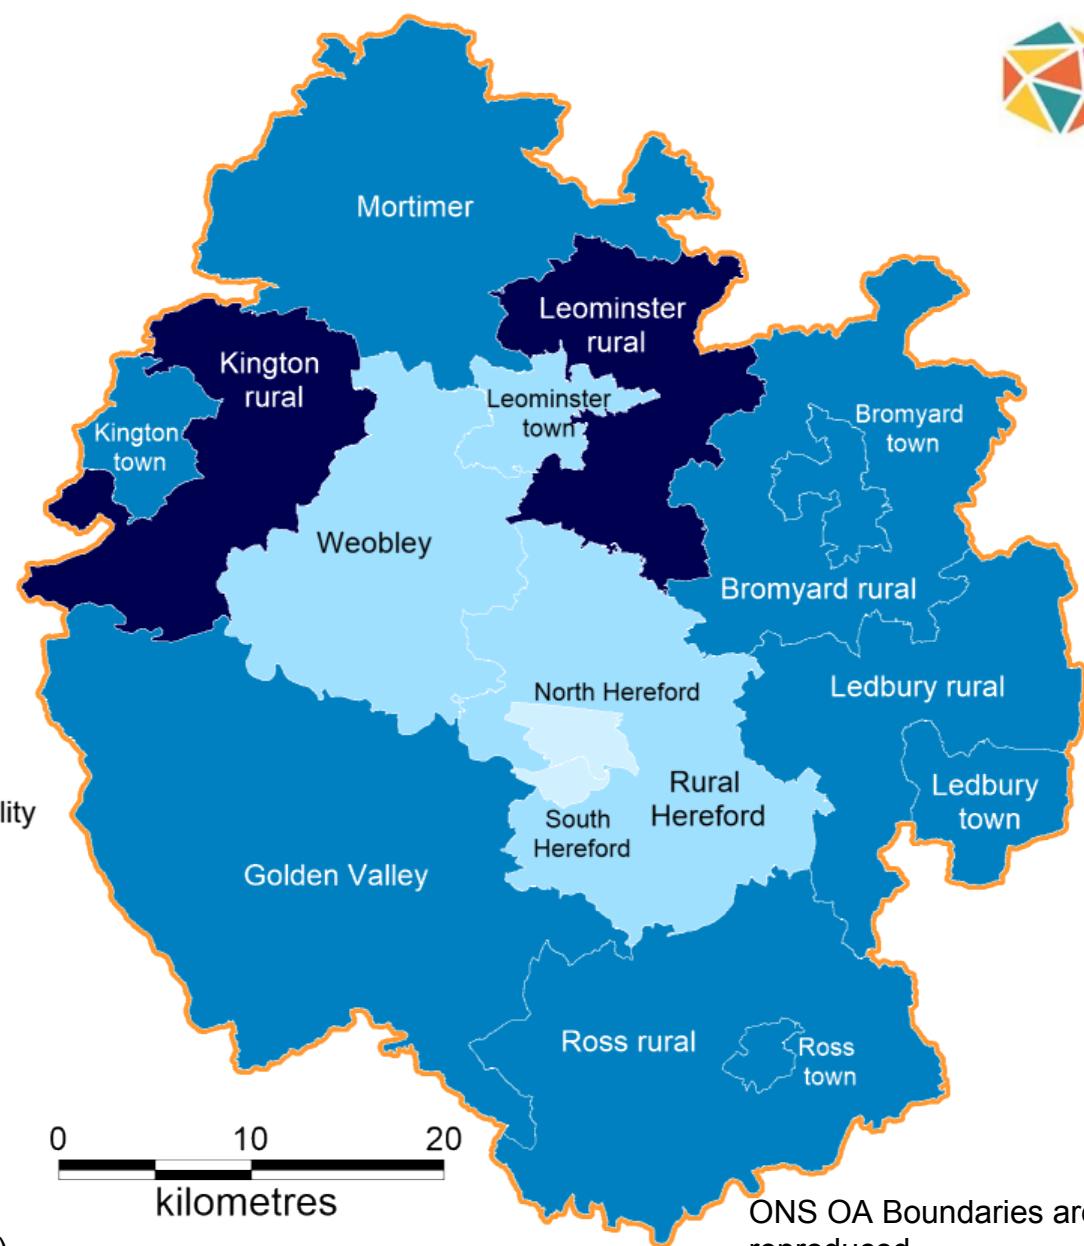 Mortimer
Leominster
rural
Kington
rural
Leominster
town
Bromyard
town
Kington
town
Weobley
Bromyard rural
Ledbury rural
North Hereford
Rural
Hereford
Ledbury
town
lity
South
Hereford
Golden Valley
Ross rural
Ross
town
0 10 20
kilometres
ONS OA Boundaries are
reproduced
)